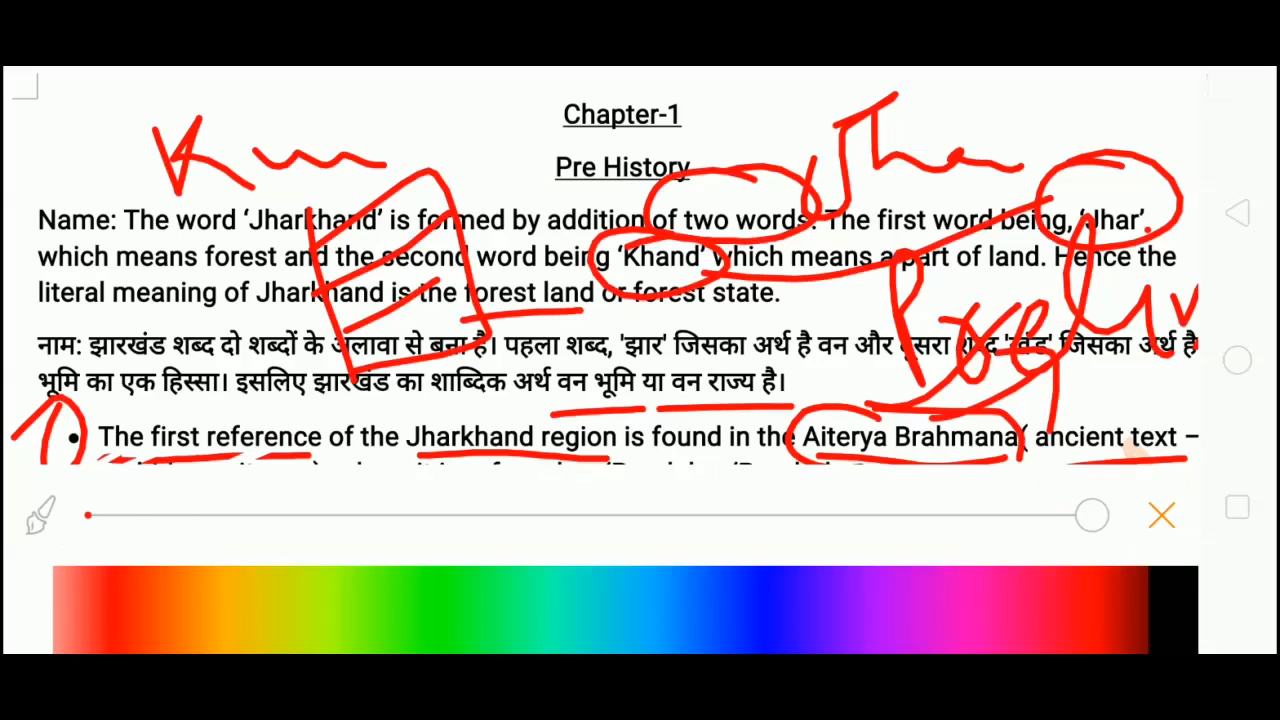 Chapter-1
Pre History
Name: The word ‘Jharkhand’ is formed by addition of two words. The first word being, ‘Jhar’.
which means forest and the second word being ‘Khand’ which means a part of land. Hence the
literal meaning of Jharkhand is the forest land or forest state.
नाम: झारखंड शब्द दो शब्दों के अलावा से बना है। पहला शब्द, 'झार' जिसका अर्थ है वन और दूसरा शब्द 'खंड' जिसका अर्थ है
भूमि का एक हिस्सा। इसलिए झारखंड का शाब्दिक अर्थ वन भूमि या वन राज्य है।
• The first reference of the Jharkhand region is found in the Aiterya Brahmana( ancient text –